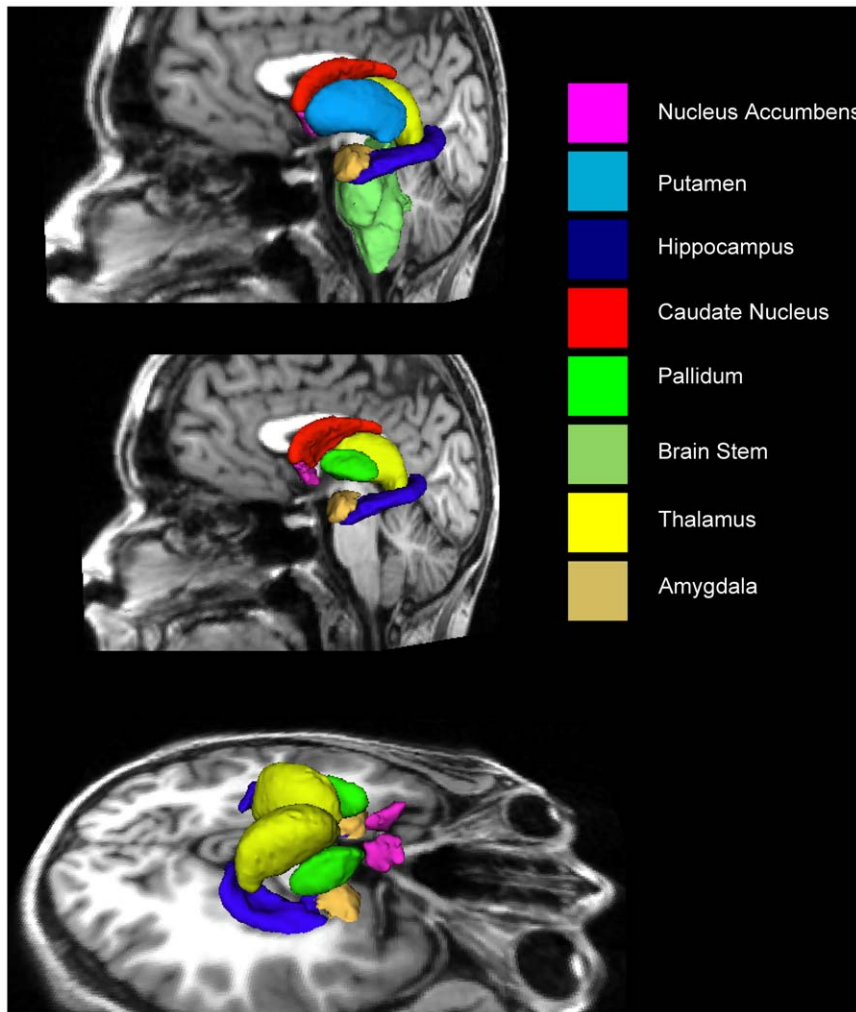 Nucleus Accumbens
Putamen
Hippocampus
Caudate Nucleus
Pallidum
Brain Stem
Thalamus
Amygdala